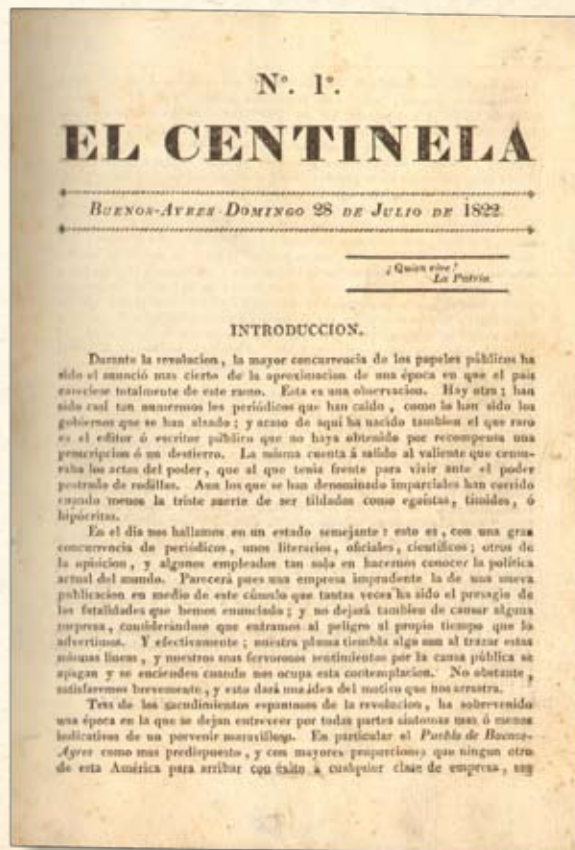 Nº. 1º.
EL CENTINELA
BUENOS-AYRES DOMINGO 28 DE JULIO DE 1822
¿Quien vive?
La Patria.
INTRODUCCION.
Durante la revolucion, la mayor concurrencia de los papeles públicos ha
sido el anuncio mas cierto de la aproximacion de una época en que el pais
careciese totalmente de este ramo. Esta es una observacion. Hay otra; han
sido casi tan numerosos los periódicos que han caido, como lo han sido los
gobiernos que se han alzado; y acaso de aqui ha nacido tambien el que raro
es el editor ó escritor público que no haya obtenido por recompensa una
proscripcion ó un destierro. La misma cuenta á salido al valiente que censu-
raba los actos del poder, que al que tenia frente para vivir ante el poder
postrado de rodillas. Aun los que se han denominado imparciales han corrido
cuando menos la triste suerte de ser tildados como egoistas, timidos, ó
hipócritas.
En el dia nos hallamos en un estado semejante: esto es, con una gran
concurrencia de periódicos, unos literarios, oficiales, cientificos; otros de
la opinion, y algunos empleados tan solo en hacernos conocer la política
actual del mundo. Parecerá pues una empresa imprudente la de una nueva
publicacion en medio de este cúmulo que tantas veces ha sido el presagio de
las fatalidades que hemos enunciado; y no dejará tambien de causar alguna
sorpresa, considerándose que entramos al peligro al propio tiempo que lo
advertimos. Y efectivamente; nuestra pluma tiembla algo aun al trazar estas
mismas lineas, y nuestros mas fervorosos sentimientos por la causa pública se
apagan y se encienden cuando nos ocupa esta contemplacion. No obstante,
satisfaremos brevemente, y esto dará una idea del motivo que nos arrastra.
Tras de los sacudimientos espantosos de la revolucion, ha sobrevenido
una época en la que se dejan entreveer por todas partes síntomas mas ó menos
indicativos de un porvenir maravilloso. En particular el Pueblo de Buenos-
Ayres como mas predispuesto, y con mayores proporciones que ningun otro
de esta América para arribar con éxito a cualquier clase de empresa,